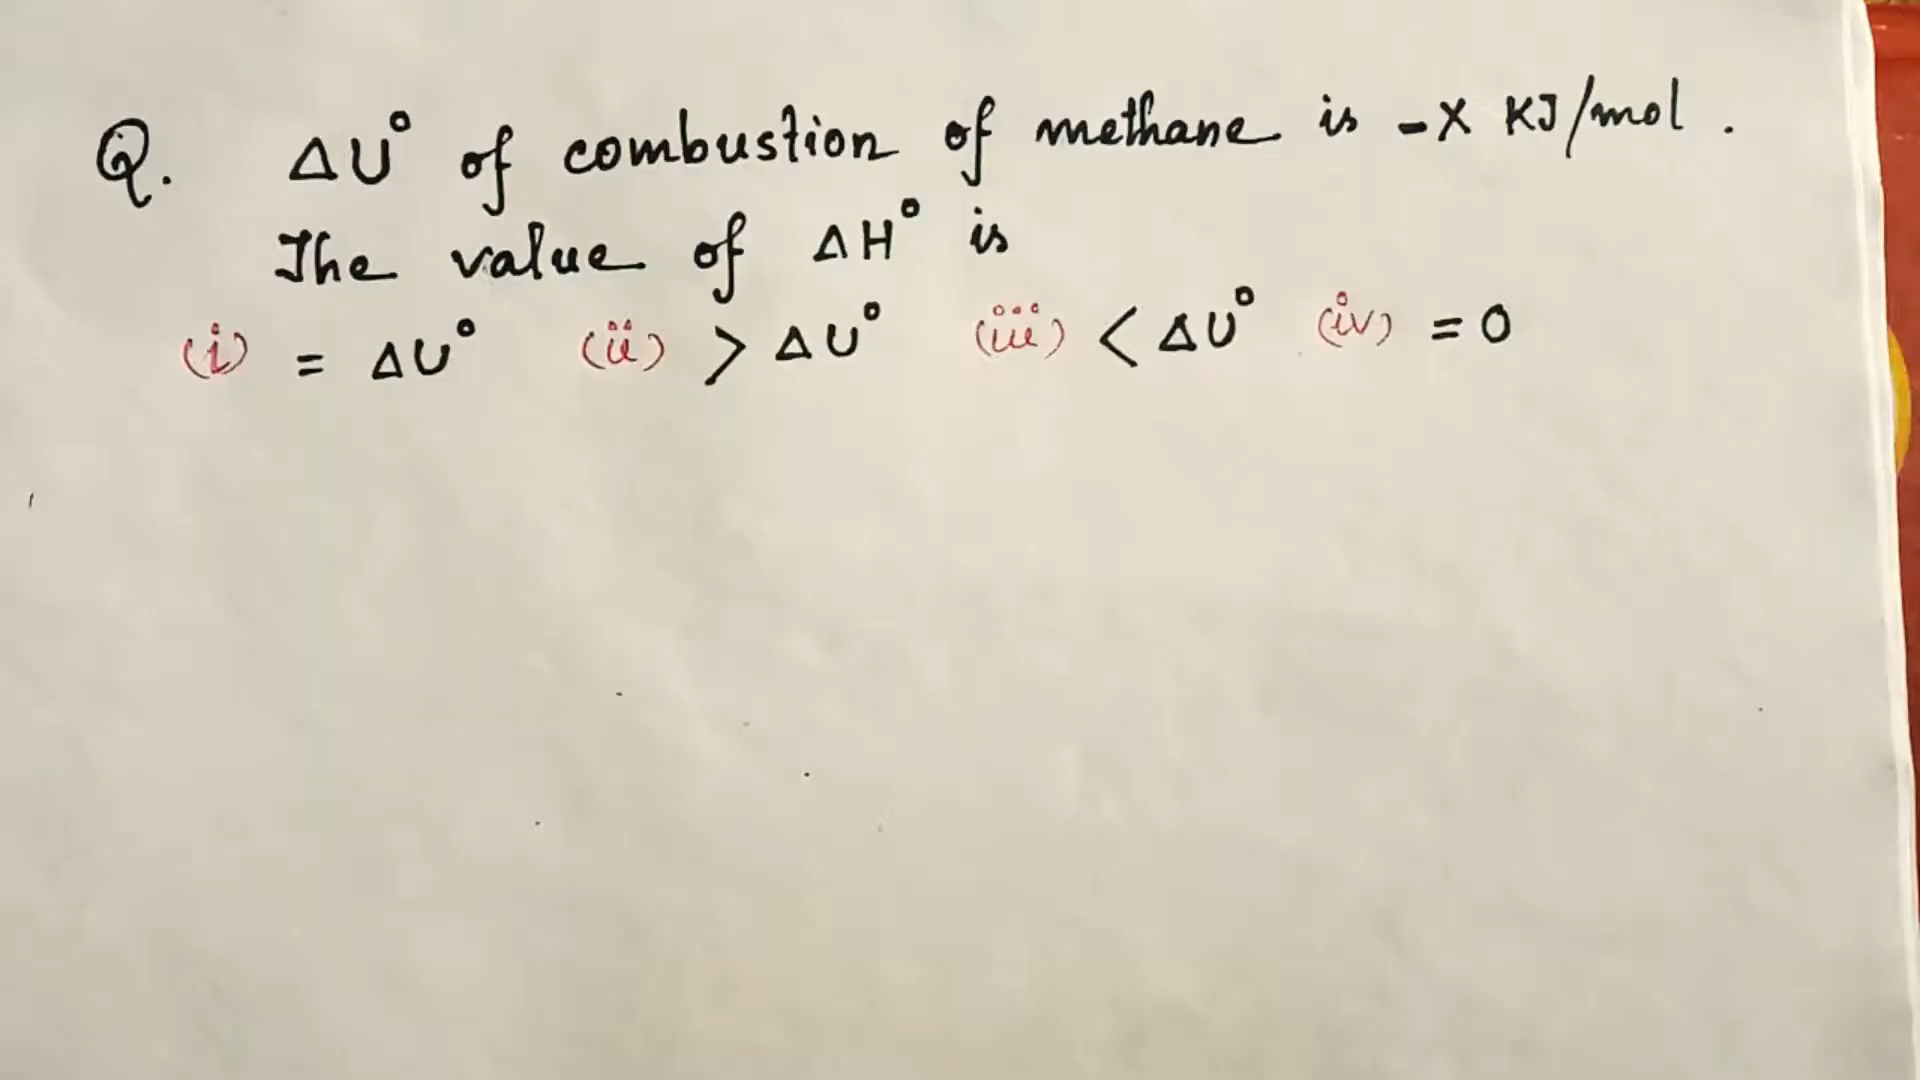 Q. ΔU° of combustion of methane is -X KJ/mol.
The value of ΔH° is
(i) = ΔU° (ii) > ΔU° (iii) < ΔU° (iv) = 0